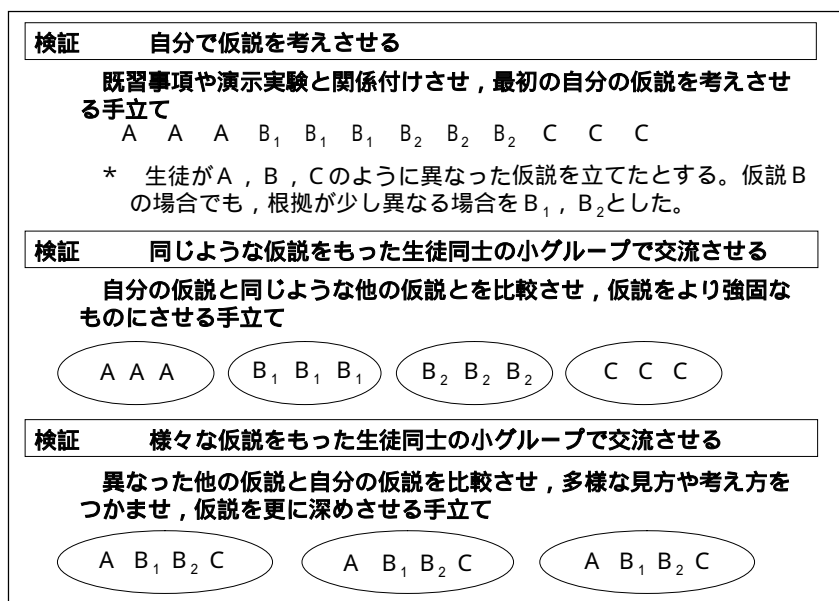 検証　　自分で仮説を考えさせる
既習事項や演示実験と関係付けさせ，最初の自分の仮説を考えさせ
る手立て
A A A B₁ B₁ B₁ B₂ B₂ B₂ C C C
*　生徒がA，B，Cのように異なった仮説を立てたとする。仮説B
の場合でも，根拠が少し異なる場合をB₁，B₂とした。
検証　　同じような仮説をもった生徒同士の小グループで交流させる
自分の仮説と同じような他の仮説とを比較させ，仮説をより強固な
ものにさせる手立て
A A A　B₁ B₁ B₁　B₂ B₂ B₂　C C C
検証　　様々な仮説をもった生徒同士の小グループで交流させる
異なった他の仮説と自分の仮説を比較させ，多様な見方や考え方を
つかませ，仮説を更に深めさせる手立て
A B₁ B₂ C　A B₁ B₂ C　A B₁ B₂ C